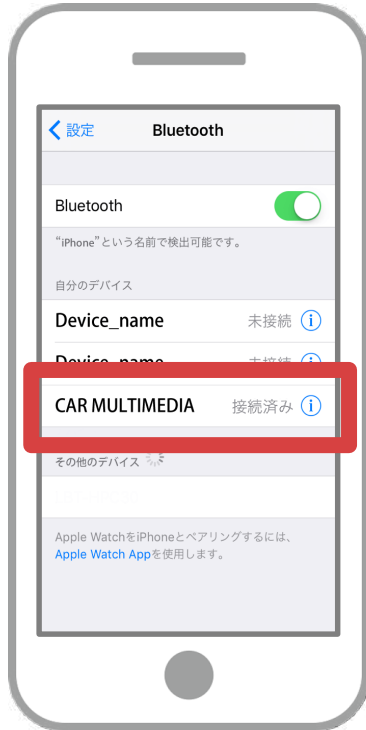 設定 Bluetooth
Bluetooth
“iPhone”という名前で検出可能です。
自分のデバイス
Device_name 未接続
Device_name 未接続
CAR MULTIMEDIA 接続済み
その他のデバイス
Apple WatchをiPhoneとペアリングするには、
Apple Watch Appを使用します。